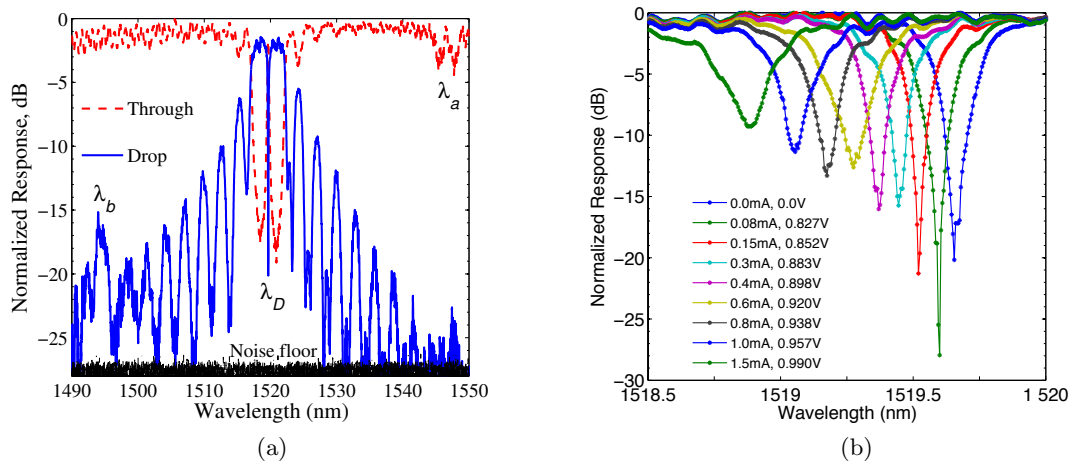 0
−5
−10
−15
−20
−25
Normalized Response, dB
Through
Drop
λa
λb
λD
Noise floor
1490 1500 1510 1520 1530 1540 1550
Wavelength (nm)
(a)
0
−5
−10
−15
−20
−25
−30
Normalized Response (dB)
0.0mA, 0.0V
0.08mA, 0.827V
0.15mA, 0.852V
0.3mA, 0.883V
0.4mA, 0.898V
0.6mA, 0.920V
0.8mA, 0.938V
1.0mA, 0.957V
1.5mA, 0.990V
1518.5 1519 1519.5 1 520
Wavelength (nm)
(b)